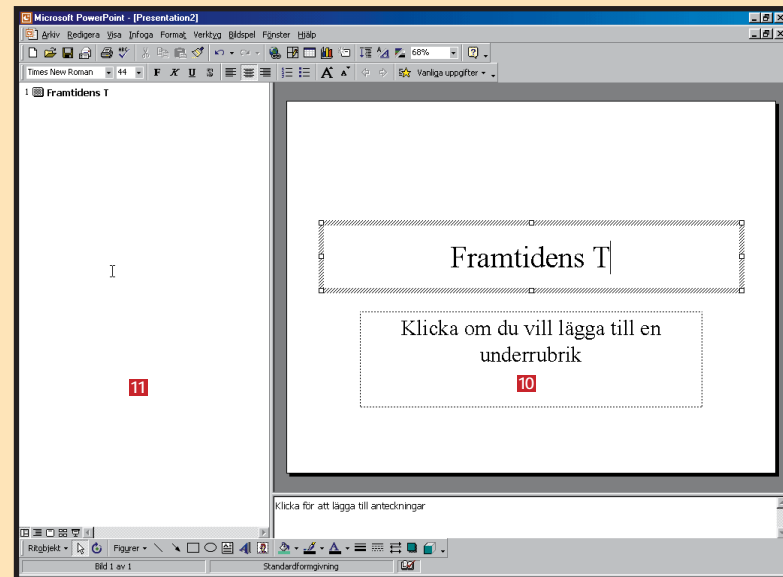 Microsoft PowerPoint - [Presentation2]
Arkiv Redigera Visa Infoga Format Verktyg Bildspel Fönster Hjälp
68%
Times New Roman 44 F K U S A A Vanliga uppgifter
1 Framtidens T
Framtidens T
Klicka om du vill lägga till en
underrubrik
10
11
Klicka för att lägga till anteckningar
Ritobjekt Figurer
Bild 1 av 1 Standardformgivning